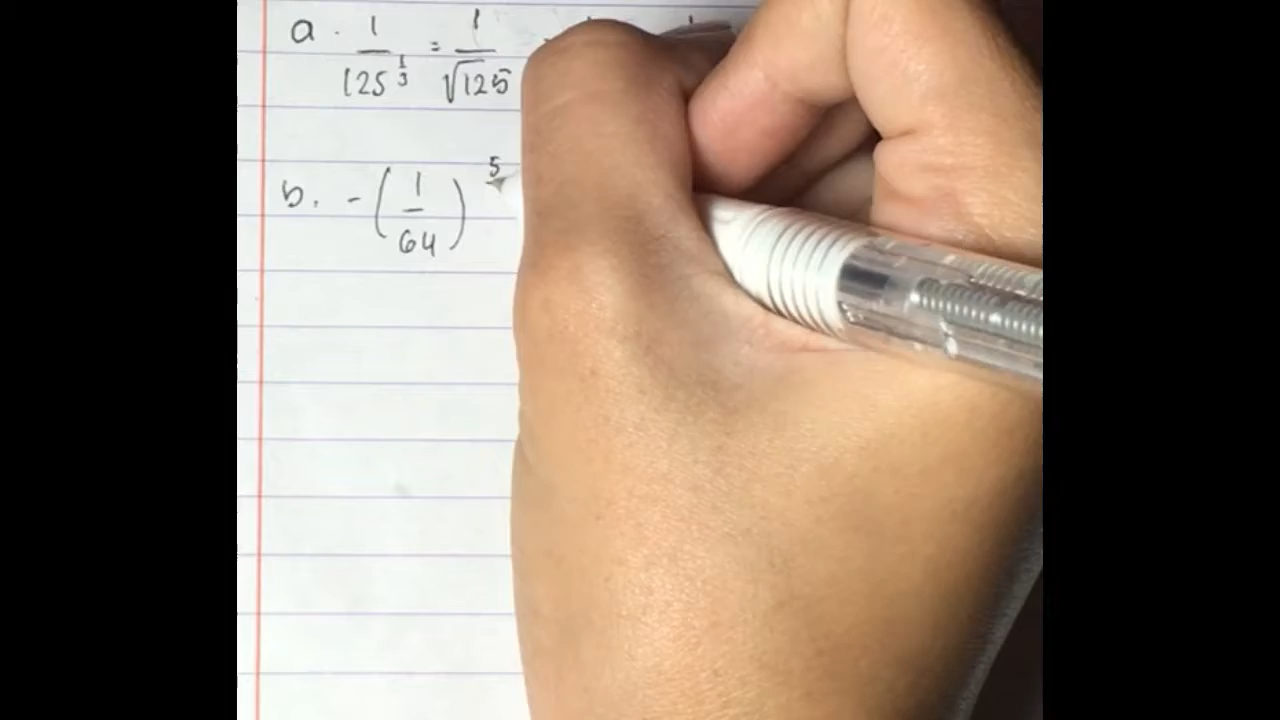 a. 1/125^1/3 = 1/√125
b. -(1/64)^5